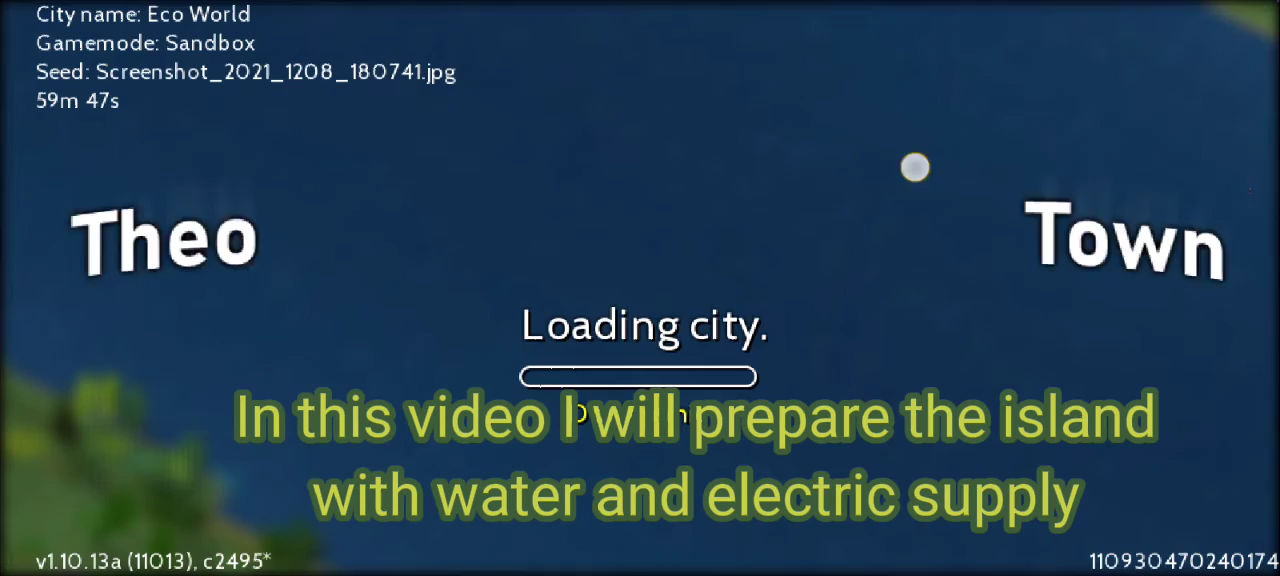 City name: Eco World
Gamemode: Sandbox
Seed: Screenshot_2021_1208_180741.jpg
59m 47s
Theo
Town
Loading city.
In this video I will prepare the island
with water and electric supply
v1.10.13a (11013), c2495*
110930470240174